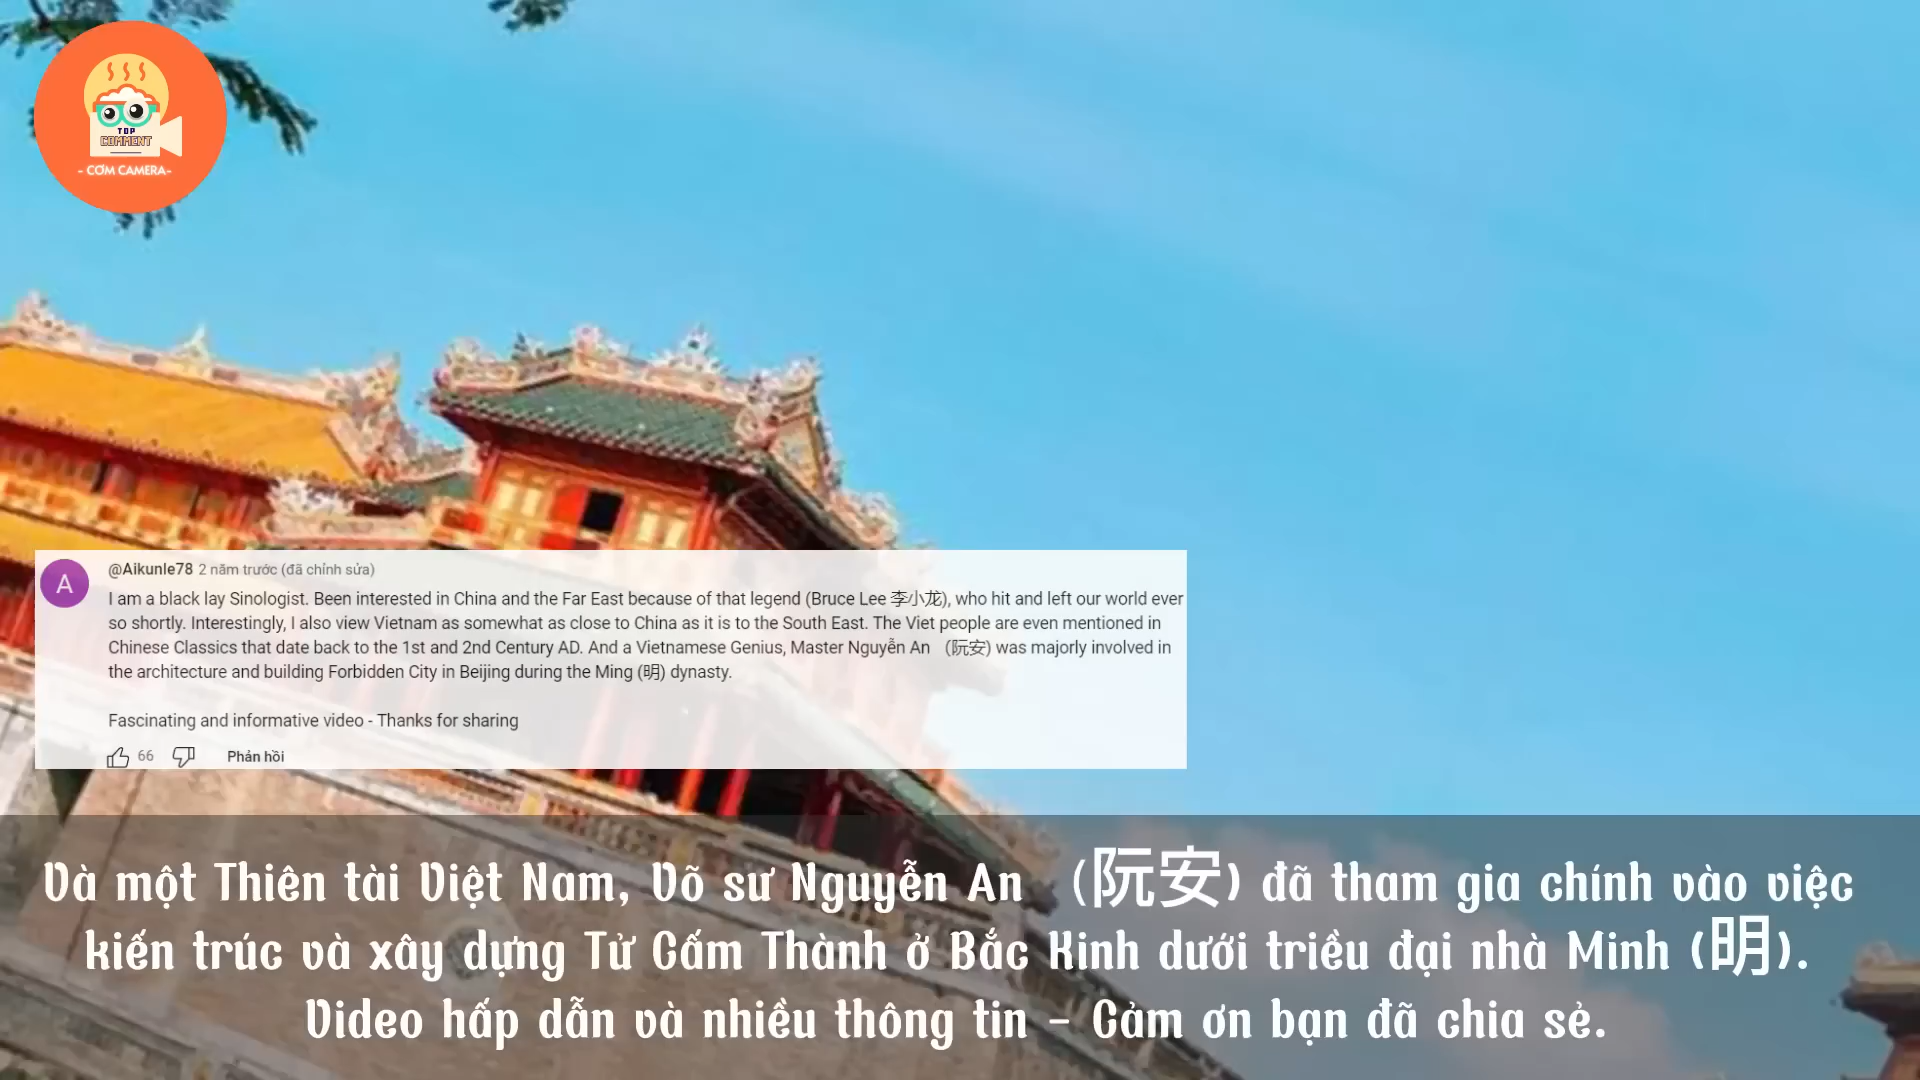 TOP
COMMENT
- CƠM CAMERA-
A
@Aikunle78 2 năm trước (đã chỉnh sửa)
I am a black lay Sinologist. Been interested in China and the Far East because of that legend (Bruce Lee 李小龙), who hit and left our world ever
so shortly. Interestingly, I also view Vietnam as somewhat as close to China as it is to the South East. The Viet people are even mentioned in
Chinese Classics that date back to the 1st and 2nd Century AD. And a Vietnamese Genius, Master Nguyễn An （阮安) was majorly involved in
the architecture and building Forbidden City in Beijing during the Ming (明) dynasty.
Fascinating and informative video - Thanks for sharing
66 Phản hồi
Và một Thiên tài Việt Nam, Võ sư Nguyễn An （阮安) đã tham gia chính vào việc
kiến trúc và xây dựng Tử Cấm Thành ở Bắc Kinh dưới triều đại nhà Minh (明).
Video hấp dẫn và nhiều thông tin – Cảm ơn bạn đã chia sẻ.